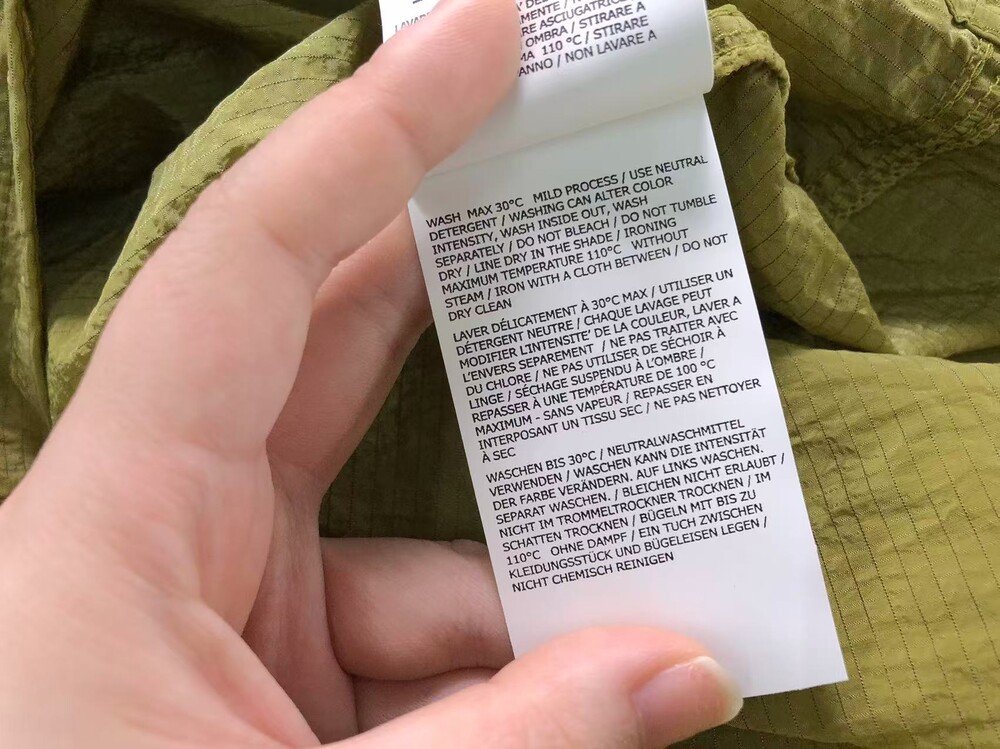 LAVAR
MENTE / NON
RE ASCIUGATRIC
OMBRA / STIRARE A
MA 110 °C / STIRARE
ANNO / NON LAVARE A
WASH MAX 30°C MILD PROCESS / USE NEUTRAL
DETERGENT / WASHING CAN ALTER COLOR
INTENSITY, WASH INSIDE OUT, WASH
SEPARATELY / DO NOT BLEACH / DO NOT TUMBLE
DRY / LINE DRY IN THE SHADE / IRONING
MAXIMUM TEMPERATURE 110°C WITHOUT
STEAM / IRON WITH A CLOTH BETWEEN / DO NOT
DRY CLEAN
LAVER DÉLICATEMENT À 30°C MAX / UTILISER UN
DÉTERGENT NEUTRE / CHAQUE LAVAGE PEUT
MODIFIER L'INTENSITE' DE LA COULEUR, LAVER A
L'ENVERS SEPAREMENT / NE PAS TRAITER AVEC
DU CHLORE / NE PAS UTILISER DE SÉCHOIR À
LINGE / SÉCHAGE SUSPENDU À L'OMBRE /
REPASSER À UNE TEMPÉRATURE DE 100 °C
MAXIMUM - SANS VAPEUR / REPASSER EN
INTERPOSANT UN TISSU SEC / NE PAS NETTOYER
À SEC
WASCHEN BIS 30°C / NEUTRALWASCHMITTEL
VERWENDEN / WASCHEN KANN DIE INTENSITÄT
DER FARBE VERÄNDERN. AUF LINKS WASCHEN.
SEPARAT WASCHEN. / BLEICHEN NICHT ERLAUBT /
NICHT IM TROMMELTROCKNER TROCKNEN / IM
SCHATTEN TROCKNEN / BÜGELN MIT BIS ZU
110°C OHNE DAMPF / EIN TUCH ZWISCHEN
KLEIDUNGSSTÜCK UND BÜGELEISEN LEGEN /
NICHT CHEMISCH REINIGEN